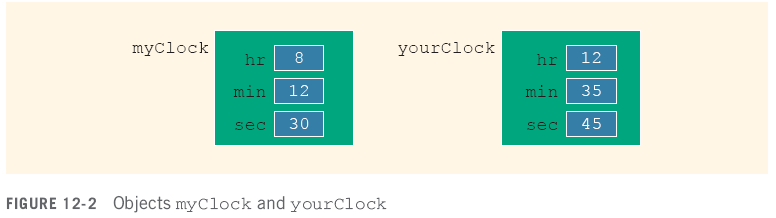 myClock yourClock
hr 8 hr 12
min 12 min 35
sec 30 sec 45
FIGURE 12-2 Objects myClock and yourClock